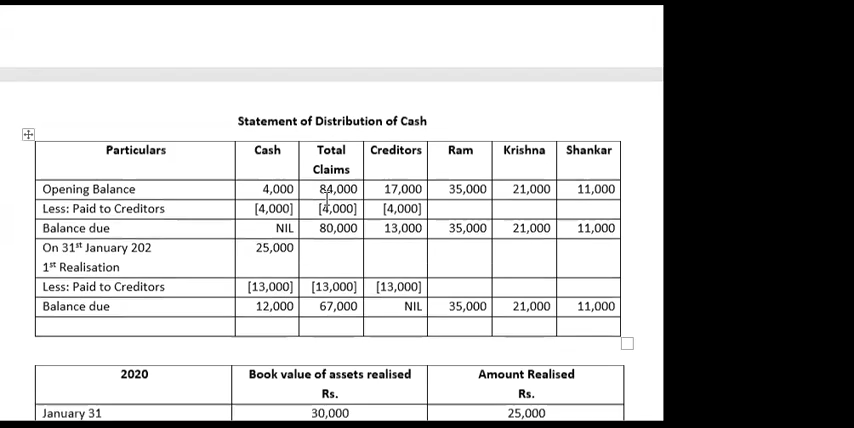 Statement of Distribution of Cash
Particulars Cash Total Claims Creditors Ram Krishna Shankar
Opening Balance 4,000 84,000 17,000 35,000 21,000 11,000
Less: Paid to Creditors [4,000] [4,000] [4,000]
Balance due NIL 80,000 13,000 35,000 21,000 11,000
On 31st January 202 25,000
1st Realisation
Less: Paid to Creditors [13,000] [13,000] [13,000]
Balance due 12,000 67,000 NIL 35,000 21,000 11,000
2020 Book value of assets realised Amount Realised
Rs. Rs.
January 31 30,000 25,000